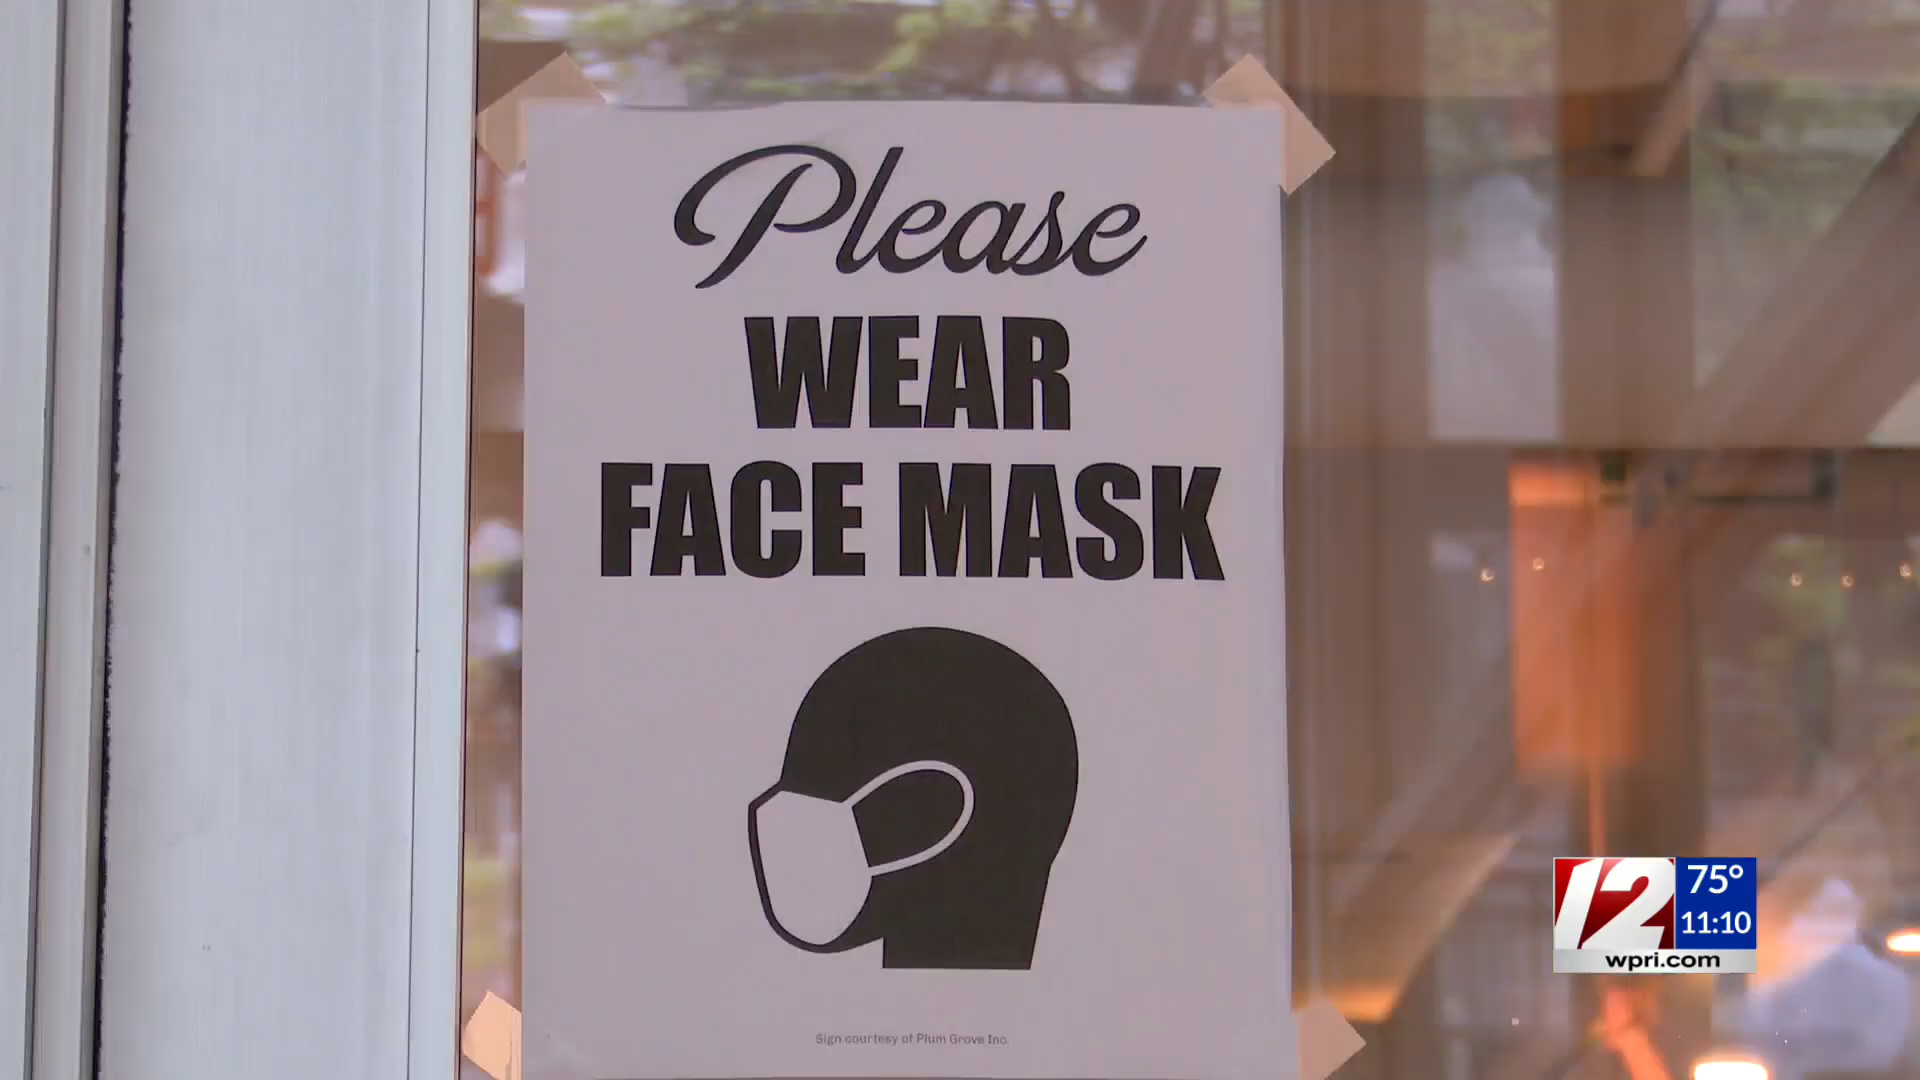 Please
WEAR
FACE MASK
Sign courtesy of Plum Grove Inc.
12
75°
11:10
wpri.com